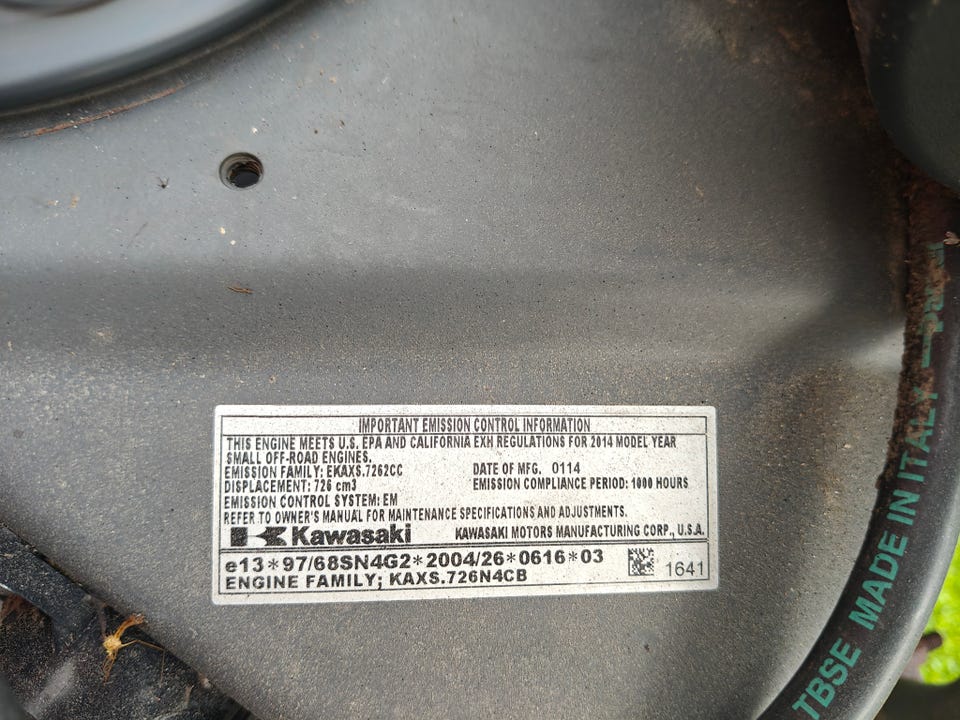 IMPORTANT EMISSION CONTROL INFORMATION
THIS ENGINE MEETS U.S. EPA AND CALIFORNIA EXH REGULATIONS FOR 2014 MODEL YEAR
SMALL OFF-ROAD ENGINES.
EMISSION FAMILY: EKAXS.7262CC DATE OF MFG. 0114
DISPLACEMENT: 726 cm3 EMISSION COMPLIANCE PERIOD: 1000 HOURS
EMISSION CONTROL SYSTEM: EM
REFER TO OWNER'S MANUAL FOR MAINTENANCE SPECIFICATIONS AND ADJUSTMENTS.
Kawasaki KAWASAKI MOTORS MANUFACTURING CORP., U.S.A.
e13*97/68SN4G2*2004/26*0616*03
ENGINE FAMILY; KAXS.726N4CB 1641
TBSE MADE IN ITALY